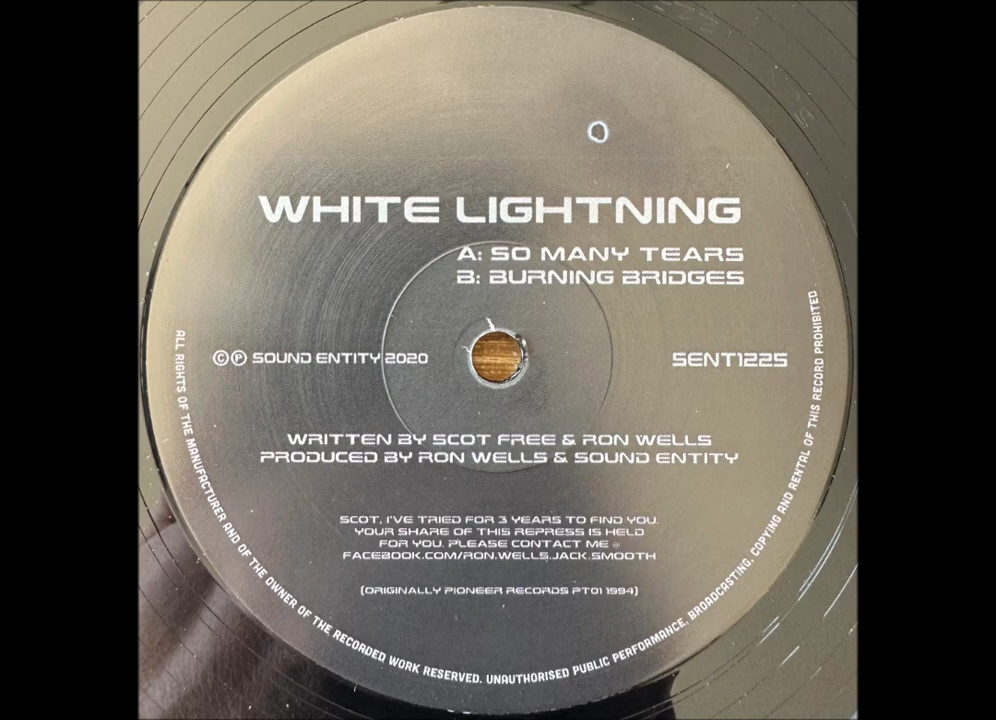 WHITE LIGHTNING
A: SO MANY TEARS
B: BURNING BRIDGES
©℗ SOUND ENTITY 2020
SENT1225
WRITTEN BY SCOT FREE & RON WELLS
PRODUCED BY RON WELLS & SOUND ENTITY
SCOT, I'VE TRIED FOR 3 YEARS TO FIND YOU.
YOUR SHARE OF THIS REPRESS IS HELD
FOR YOU. PLEASE CONTACT ME @
FACEBOOK.COM/RON.WELLS.JACK.SMOOTH
(ORIGINALLY PIONEER RECORDS PT01 1994)
ALL RIGHTS OF THE MANUFACTURER AND OF THE OWNER OF THE RECORDED WORK RESERVED. UNAUTHORISED PUBLIC PERFORMANCE, BROADCASTING, COPYING AND RENTAL OF THIS RECORD PROHIBITED